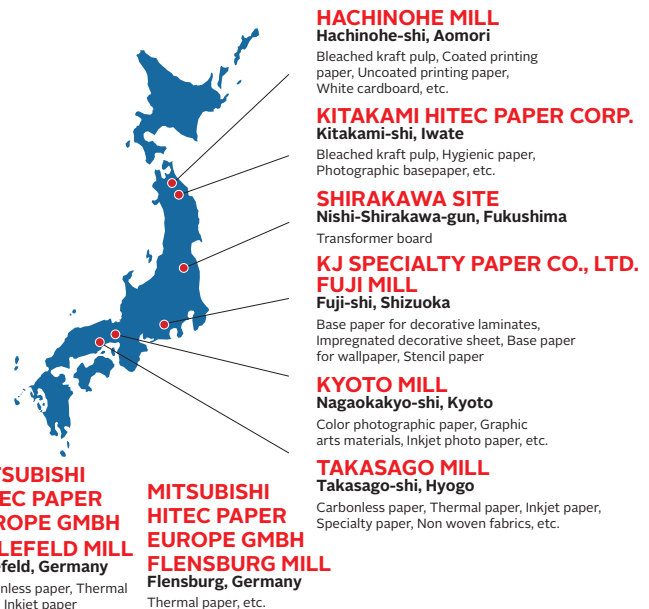 HACHINOHE MILL
Hachinohe-shi, Aomori
Bleached kraft pulp, Coated printing
paper, Uncoated printing paper,
White cardboard, etc.
KITAKAMI HITEC PAPER CORP.
Kitakami-shi, Iwate
Bleached kraft pulp, Hygienic paper,
Photographic basepaper, etc.
SHIRAKAWA SITE
Nishi-Shirakawa-gun, Fukushima
Transformer board
KJ SPECIALTY PAPER CO., LTD.
FUJI MILL
Fuji-shi, Shizuoka
Base paper for decorative laminates,
Impregnated decorative sheet, Base paper
for wallpaper, Stencil paper
KYOTO MILL
Nagaokakyo-shi, Kyoto
Color photographic paper, Graphic
arts materials, Inkjet photo paper, etc.
TAKASAGO MILL
Takasago-shi, Hyogo
Carbonless paper, Thermal paper, Inkjet paper,
Specialty paper, Non woven fabrics, etc.
TSUBISHI
EC PAPER
ROPE GMBH
LEFELD MILL
efeld, Germany
nless paper, Thermal
Inkjet paper
MITSUBISHI
HITEC PAPER
EUROPE GMBH
FLENSBURG MILL
Flensburg, Germany
Thermal paper, etc.